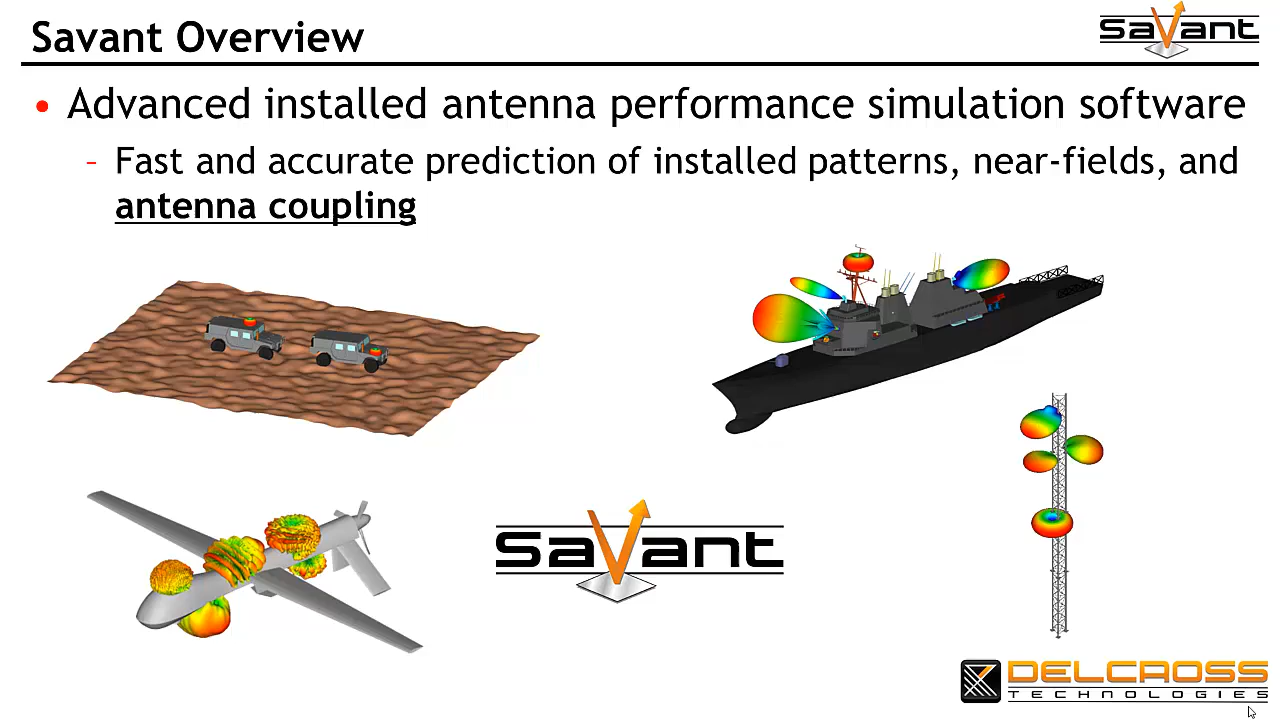 Savant Overview
Savant
• Advanced installed antenna performance simulation software
– Fast and accurate prediction of installed patterns, near-fields, and
antenna coupling
Savant
DELCROSS
TECHNOLOGIES